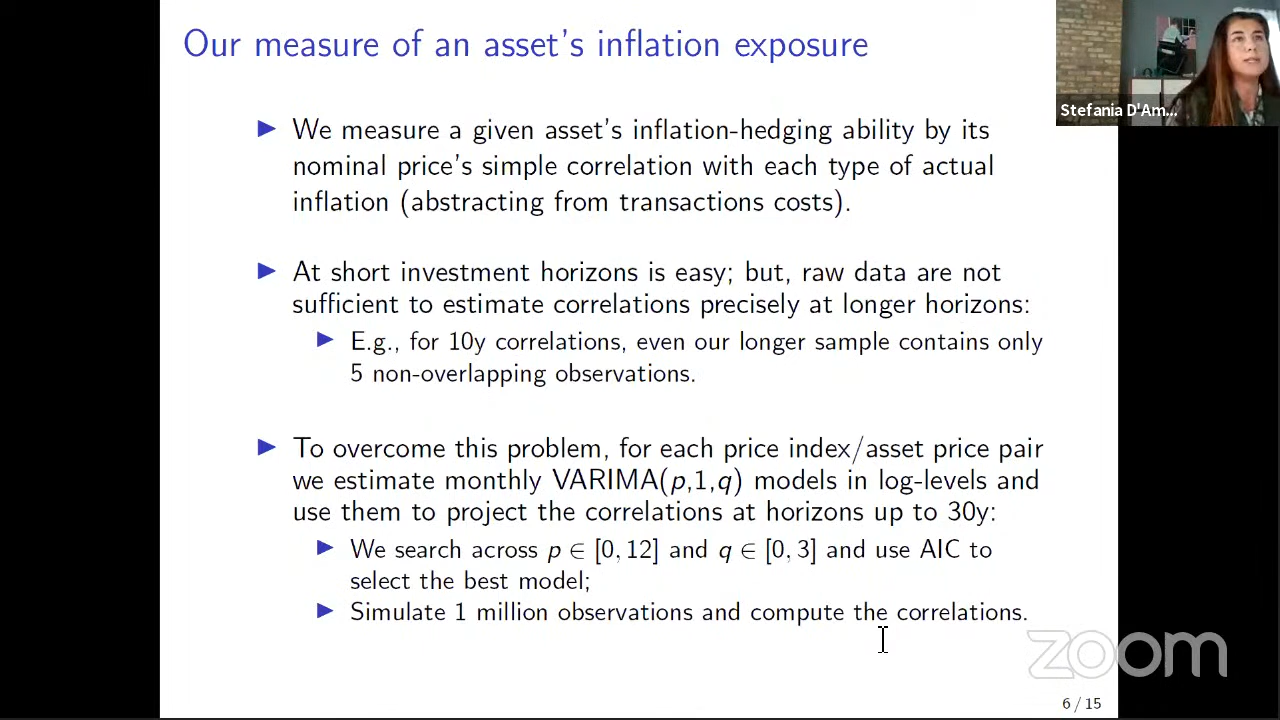 Our measure of an asset's inflation exposure
Stefania D'Am...
▶ We measure a given asset's inflation-hedging ability by its
nominal price's simple correlation with each type of actual
inflation (abstracting from transactions costs).
▶ At short investment horizons is easy; but, raw data are not
sufficient to estimate correlations precisely at longer horizons:
▶ E.g., for 10y correlations, even our longer sample contains only
5 non-overlapping observations.
▶ To overcome this problem, for each price index/asset price pair
we estimate monthly VARIMA(p,1,q) models in log-levels and
use them to project the correlations at horizons up to 30y:
▶ We search across p ∈ [0, 12] and q ∈ [0, 3] and use AIC to
select the best model;
▶ Simulate 1 million observations and compute the correlations.
zoom
6 / 15